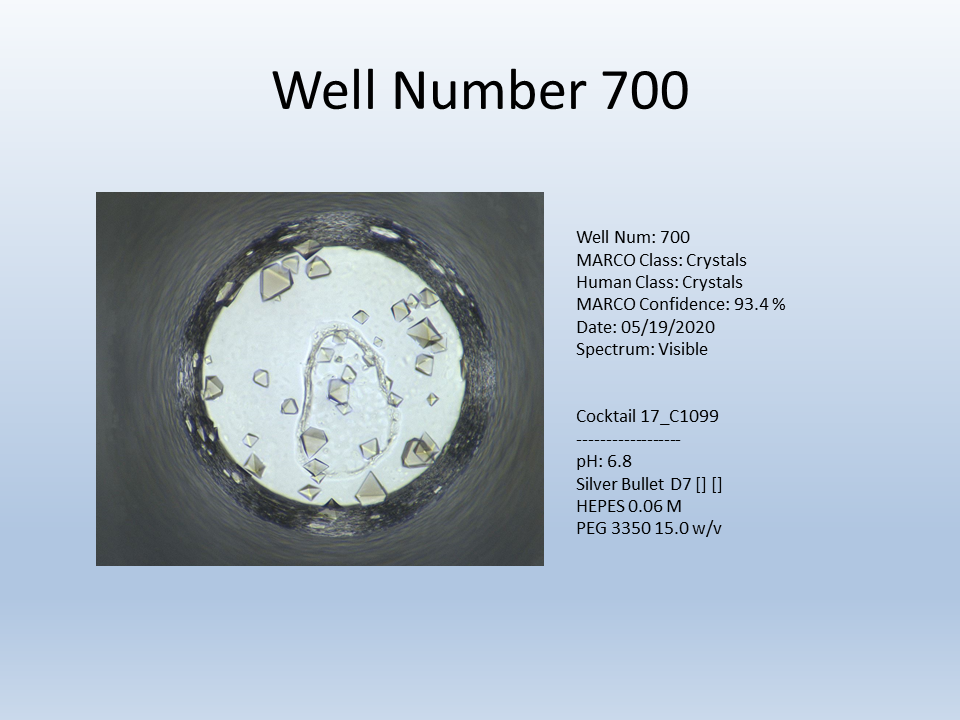 Well Number 700
Well Num: 700
MARCO Class: Crystals
Human Class: Crystals
MARCO Confidence: 93.4 %
Date: 05/19/2020
Spectrum: Visible
Cocktail 17_C1099
------------------
pH: 6.8
Silver Bullet D7 [] []
HEPES 0.06 M
PEG 3350 15.0 w/v